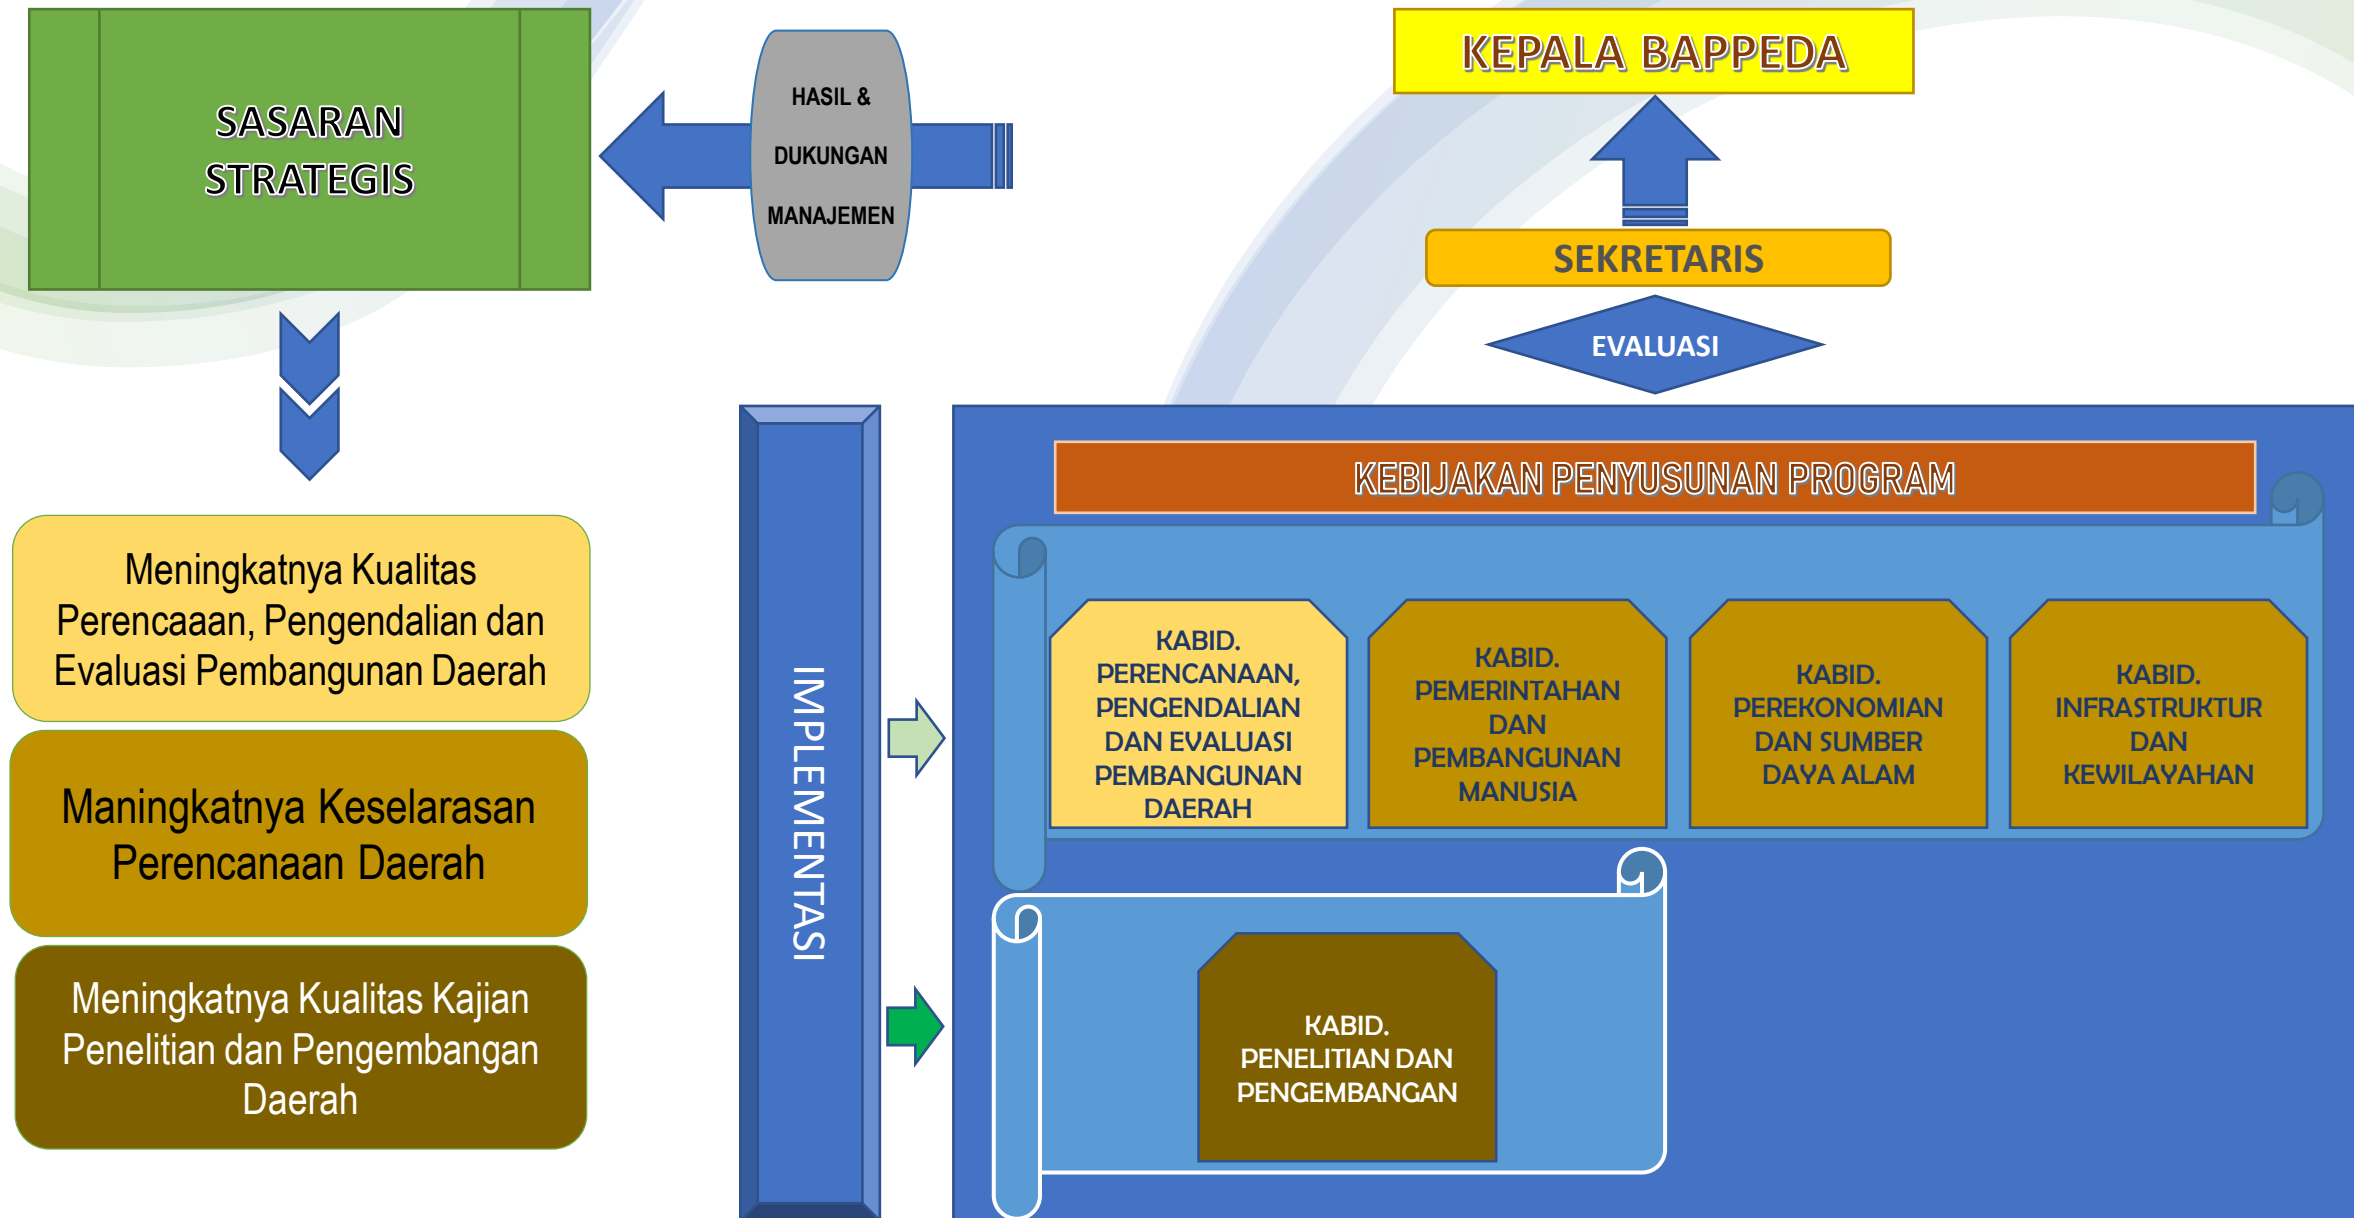 SASARAN
STRATEGIS
HASIL &
DUKUNGAN
MANAJEMEN
KEPALA BAPPEDA
SEKRETARIS
EVALUASI
Meningkatnya Kualitas
Perencaaan, Pengendalian dan
Evaluasi Pembangunan Daerah
Maningkatnya Keselarasan
Perencanaan Daerah
Meningkatnya Kualitas Kajian
Penelitian dan Pengembangan
Daerah
IMPLEMENTASI
KEBIJAKAN PENYUSUNAN PROGRAM
KABID.
PERENCANAAN,
PENGENDALIAN
DAN EVALUASI
PEMBANGUNAN
DAERAH
KABID.
PEMERINTAHAN
DAN
PEMBANGUNAN
MANUSIA
KABID.
PEREKONOMIAN
DAN SUMBER
DAYA ALAM
KABID.
INFRASTRUKTUR
DAN
KEWILAYAHAN
KABID.
PENELITIAN DAN
PENGEMBANGAN